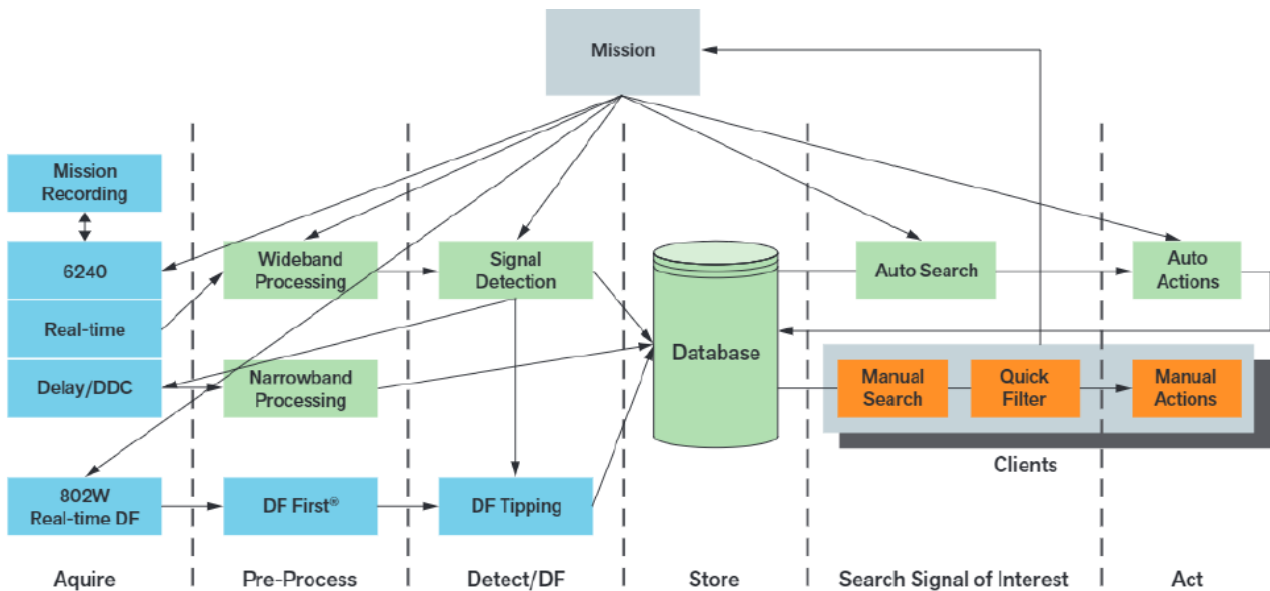 Mission
Mission
Recording
6240
Real-time
Delay/DDC
802W
Real-time DF
Wideband
Processing
Narrowband
Processing
DF First®
Signal
Detection
DF Tipping
Database
Auto Search
Manual
Search
Quick
Filter
Auto
Actions
Manual
Actions
Clients
Aquire
Pre-Process
Detect/DF
Store
Search Signal of Interest
Act